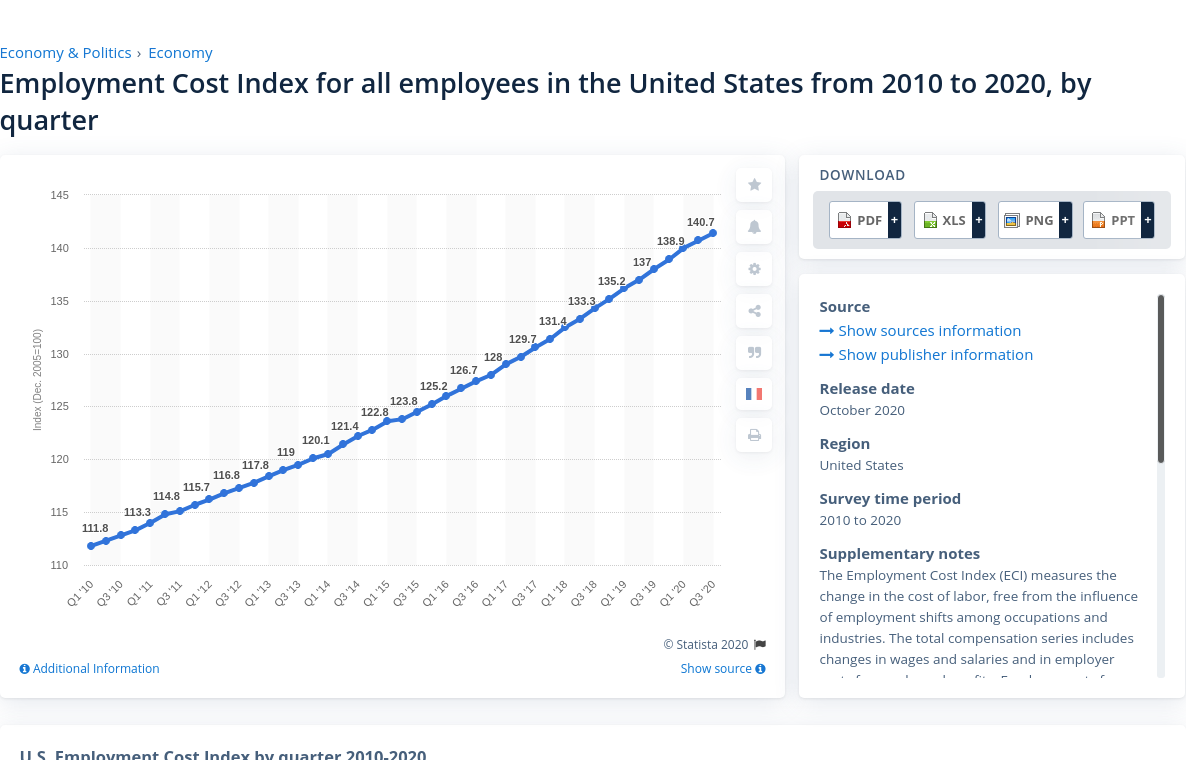 Economy & Politics › Economy
Employment Cost Index for all employees in the United States from 2010 to 2020, by
quarter
145
140
135
130
125
120
115
110
Index (Dec. 2005=100)
111.8
113.3
114.8
115.7
116.8
117.8
119
120.1
121.4
122.8
123.8
125.2
126.7
128
129.7
131.4
133.3
135.2
137
138.9
140.7
Q1 '10
Q3 '10
Q1 '11
Q3 '11
Q1 '12
Q3 '12
Q1 '13
Q3 '13
Q1 '14
Q3 '14
Q1 '15
Q3 '15
Q1 '16
Q3 '16
Q1 '17
Q3 '17
Q1 '18
Q3 '18
Q1 '19
Q3 '19
Q1 '20
Q3 '20
© Statista 2020
Additional Information
Show source
DOWNLOAD
PDF + XLS + PNG + PPT +
Source
Show sources information
Show publisher information
Release date
October 2020
Region
United States
Survey time period
2010 to 2020
Supplementary notes
The Employment Cost Index (ECI) measures the
change in the cost of labor, free from the influence
of employment shifts among occupations and
industries. The total compensation series includes
changes in wages and salaries and in employer
U.S. Employment Cost Index by quarter 2010-2020